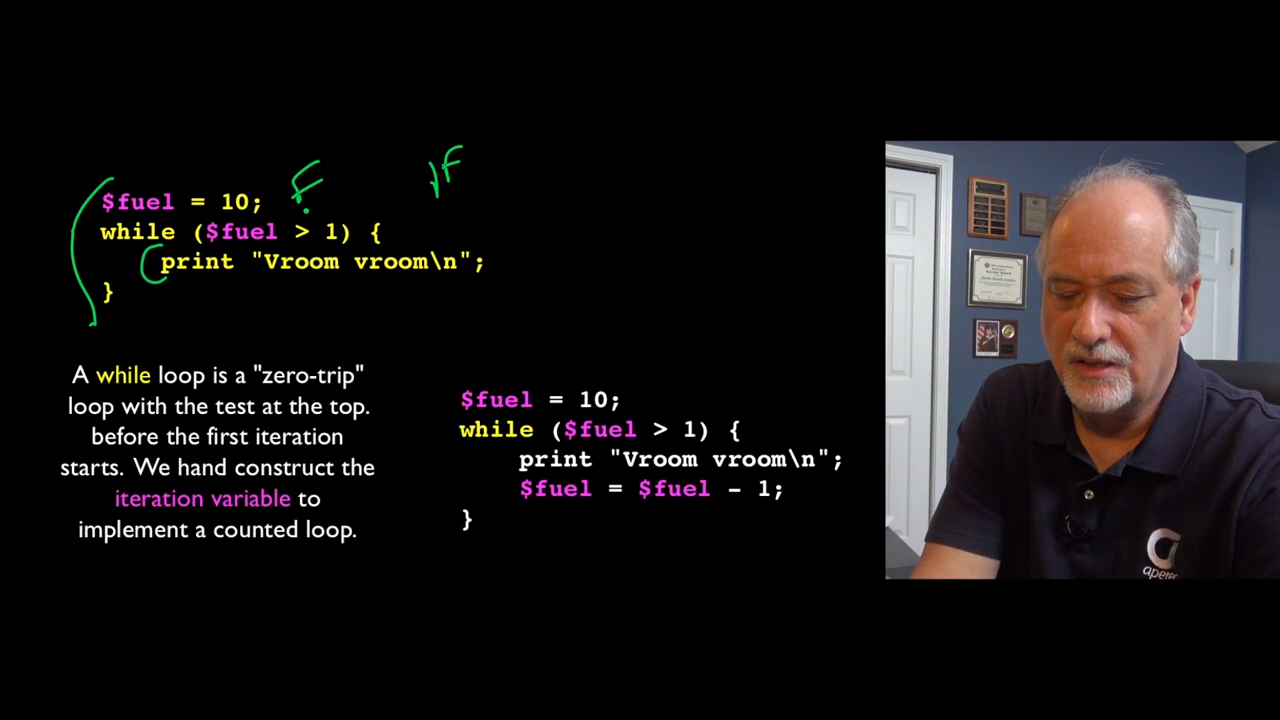 $fuel = 10;
while ($fuel > 1) {
print "Vroom vroom\n";
}
F
IF
A while loop is a "zero-trip"
loop with the test at the top.
before the first iteration
starts. We hand construct the
iteration variable to
implement a counted loop.
$fuel = 10;
while ($fuel > 1) {
print "Vroom vroom\n";
$fuel = $fuel - 1;
}